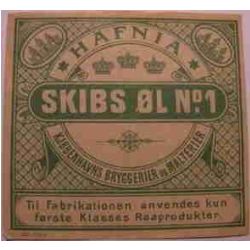 HAFNIA
SKIBS ØL No 1
KJØBENHAVNS BRYGGERIER OG MALTERIER
Til Fabrikationen anvendes kun
første Klasses Raaprodukter.